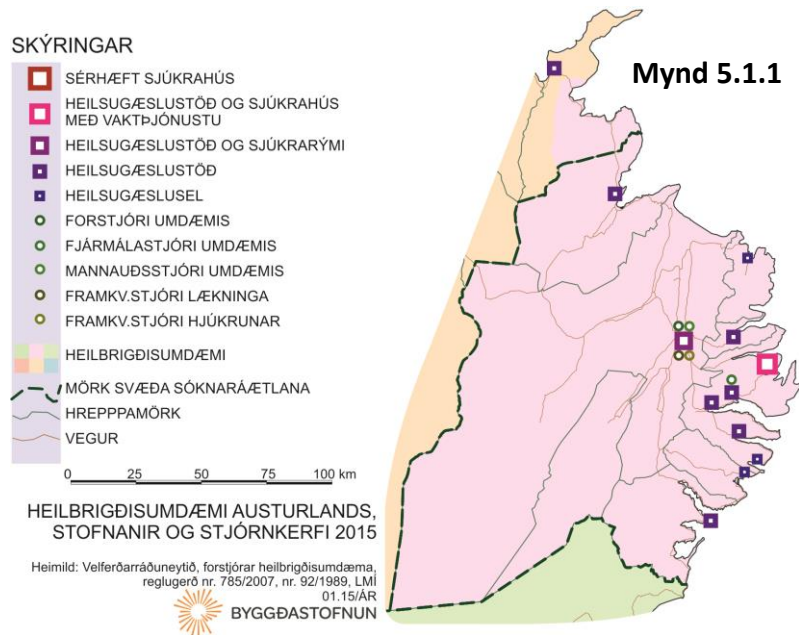 SKÝRINGAR
SÉRHÆFT SJÚKRAHÚS
HEILSUGÆSLUSTÖÐ OG SJÚKRAHÚS
MEÐ VAKTÞJÓNUSTU
HEILSUGÆSLUSTÖÐ OG SJÚKRARÝMI
HEILSUGÆSLUSTÖÐ
HEILSUGÆSLUSEL
FORSTJÓRI UMDÆMIS
FJÁRMÁLASTJÓRI UMDÆMIS
MANNAUÐSSTJÓRI UMDÆMIS
FRAMKV.STJÓRI LÆKNINGA
FRAMKV.STJÓRI HJÚKRUNAR
HEILBRIGÐISUMDÆMI
MÖRK SVÆÐA SÓKNARÁÆTLANA
HREPPPAMÖRK
VEGUR
0 25 50 75 100 km
HEILBRIGÐISUMDÆMI AUSTURLANDS,
STOFNANIR OG STJÓRNKERFI 2015
Heimild: Velferðarráðuneytið, forstjórar heilbrigðisumdæma,
reglugerð nr. 785/2007, nr. 92/1989, LMÍ
01.15/ÁR
BYGGÐASTOFNUN
Mynd 5.1.1